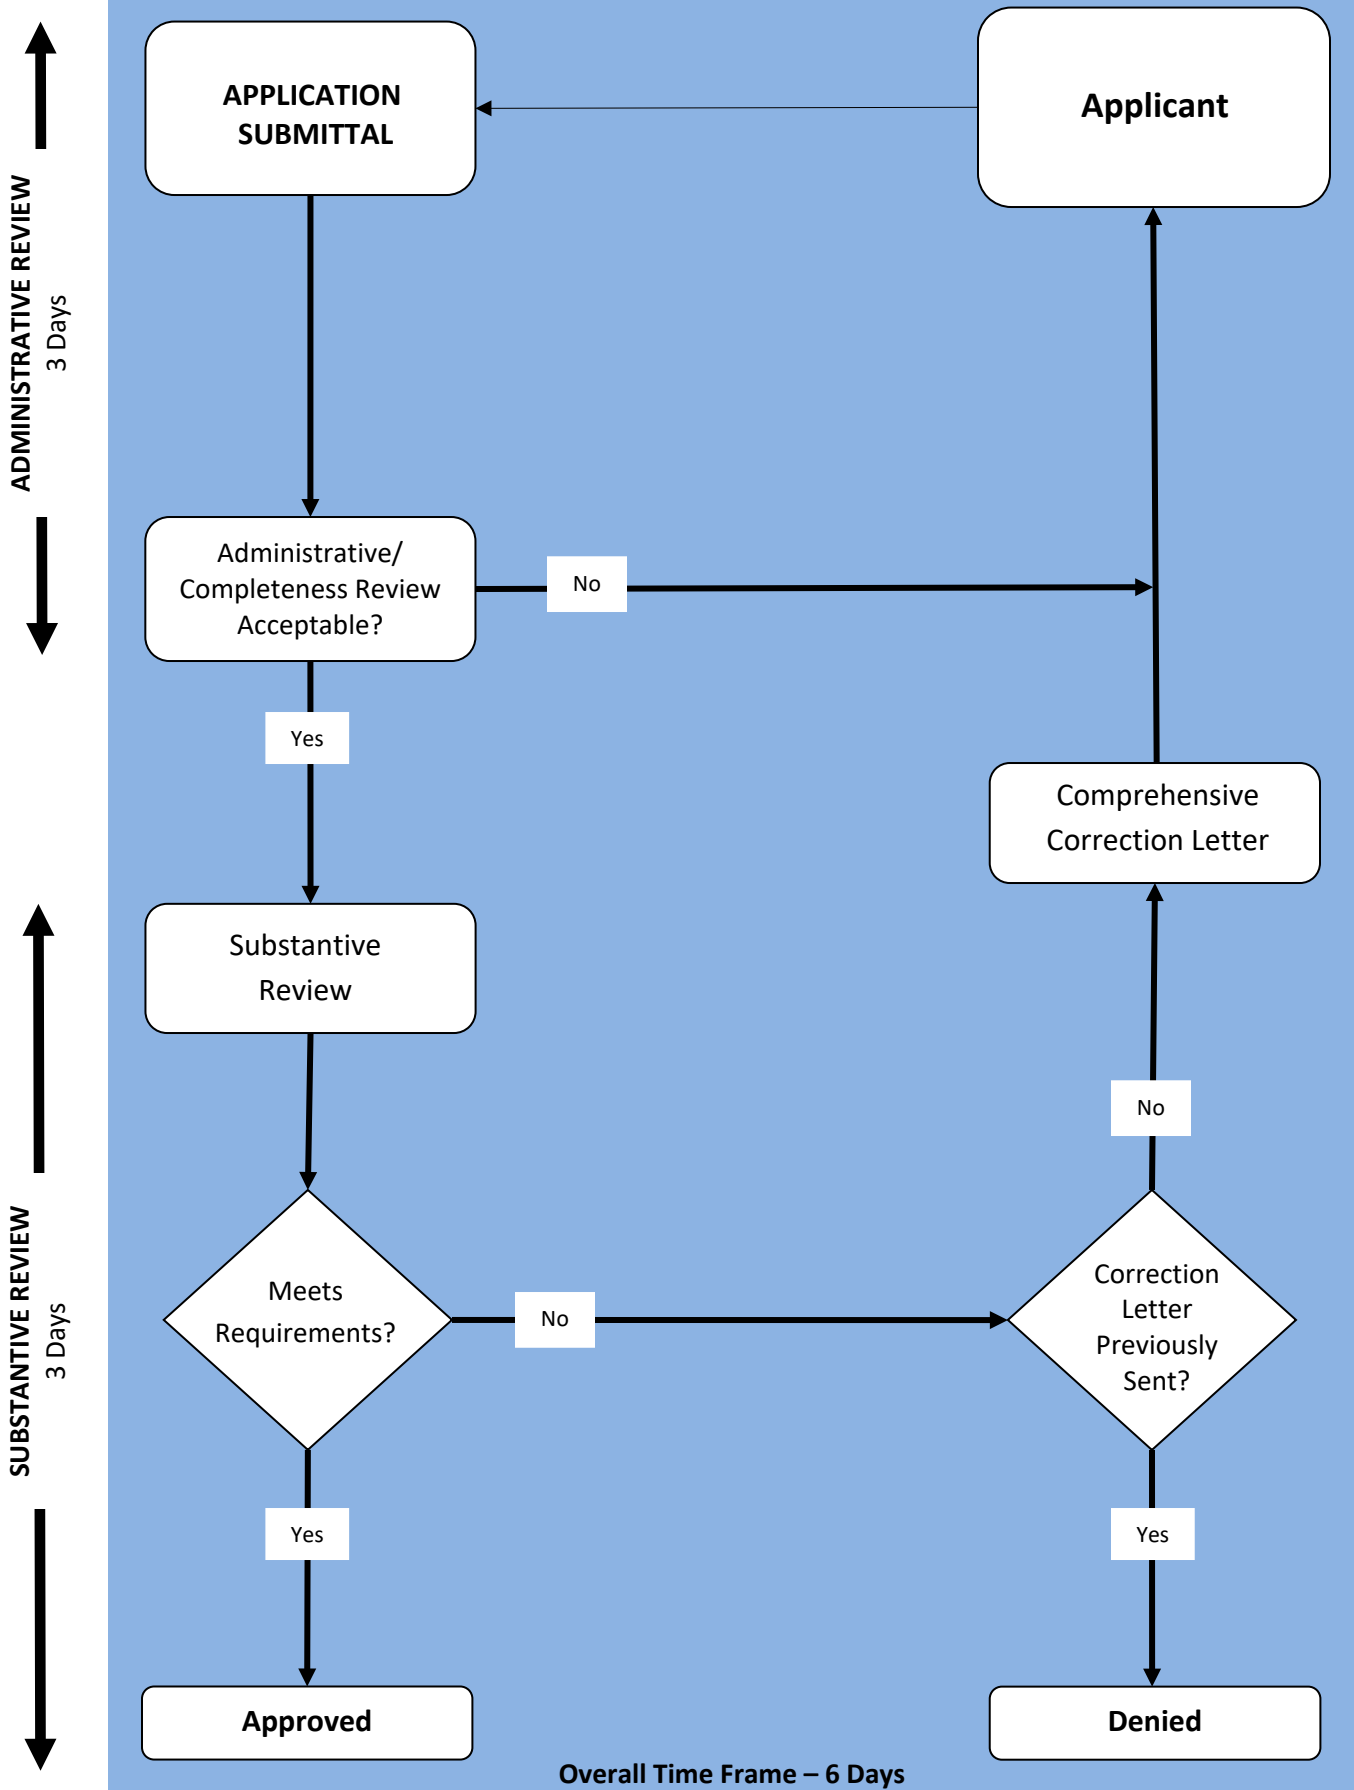 APPLICATION
SUBMITTAL
Applicant
ADMINISTRATIVE REVIEW
3 Days
Administrative/
Completeness Review
Acceptable?
No
Yes
Comprehensive
Correction Letter
Substantive
Review
No
SUBSTANTIVE REVIEW
3 Days
Meets
Requirements?
No
Correction
Letter
Previously
Sent?
Yes
Yes
Approved
Denied
Overall Time Frame – 6 Days